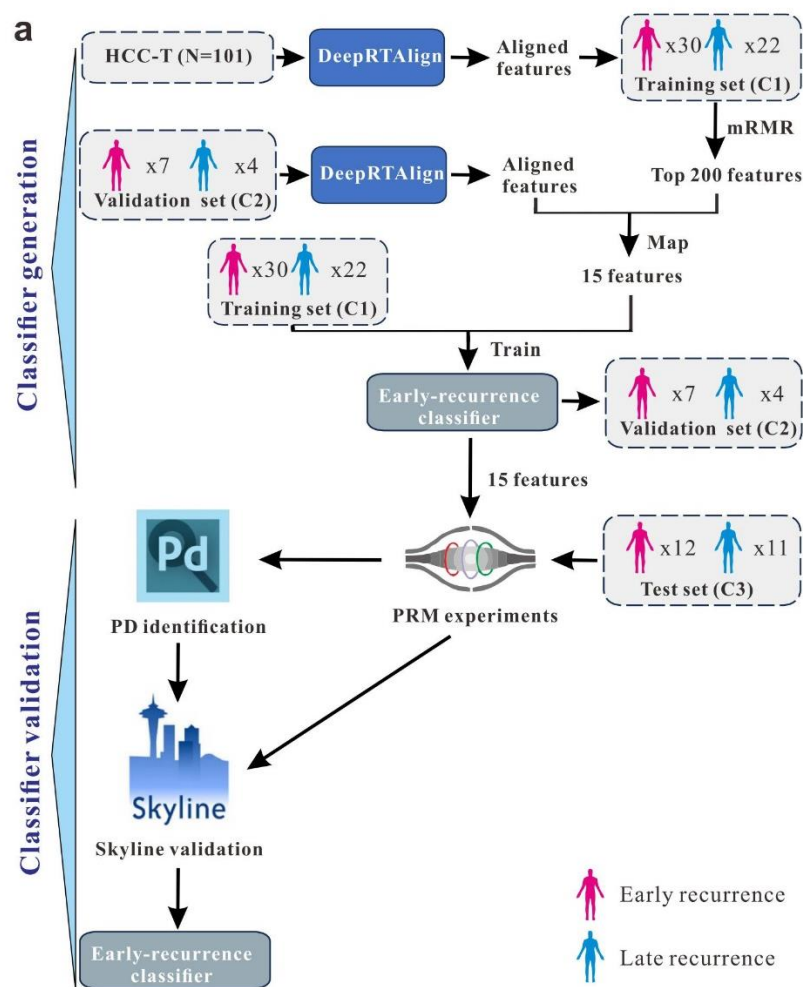 a
HCC-T (N=101)
DeepRTAlign
Aligned
features
x30
x22
Training set (C1)
mRMR
x7
x4
Validation set (C2)
DeepRTAlign
Aligned
features
Top 200 features
Map
x30
x22
Training set (C1)
15 features
Train
Early-recurrence
classifier
x7
x4
Validation set (C2)
15 features
Classifier generation
Pd
PD identification
PRM experiments
x12
x11
Test set (C3)
Skyline
Skyline validation
Early-recurrence
classifier
Classifier validation
Early recurrence
Late recurrence